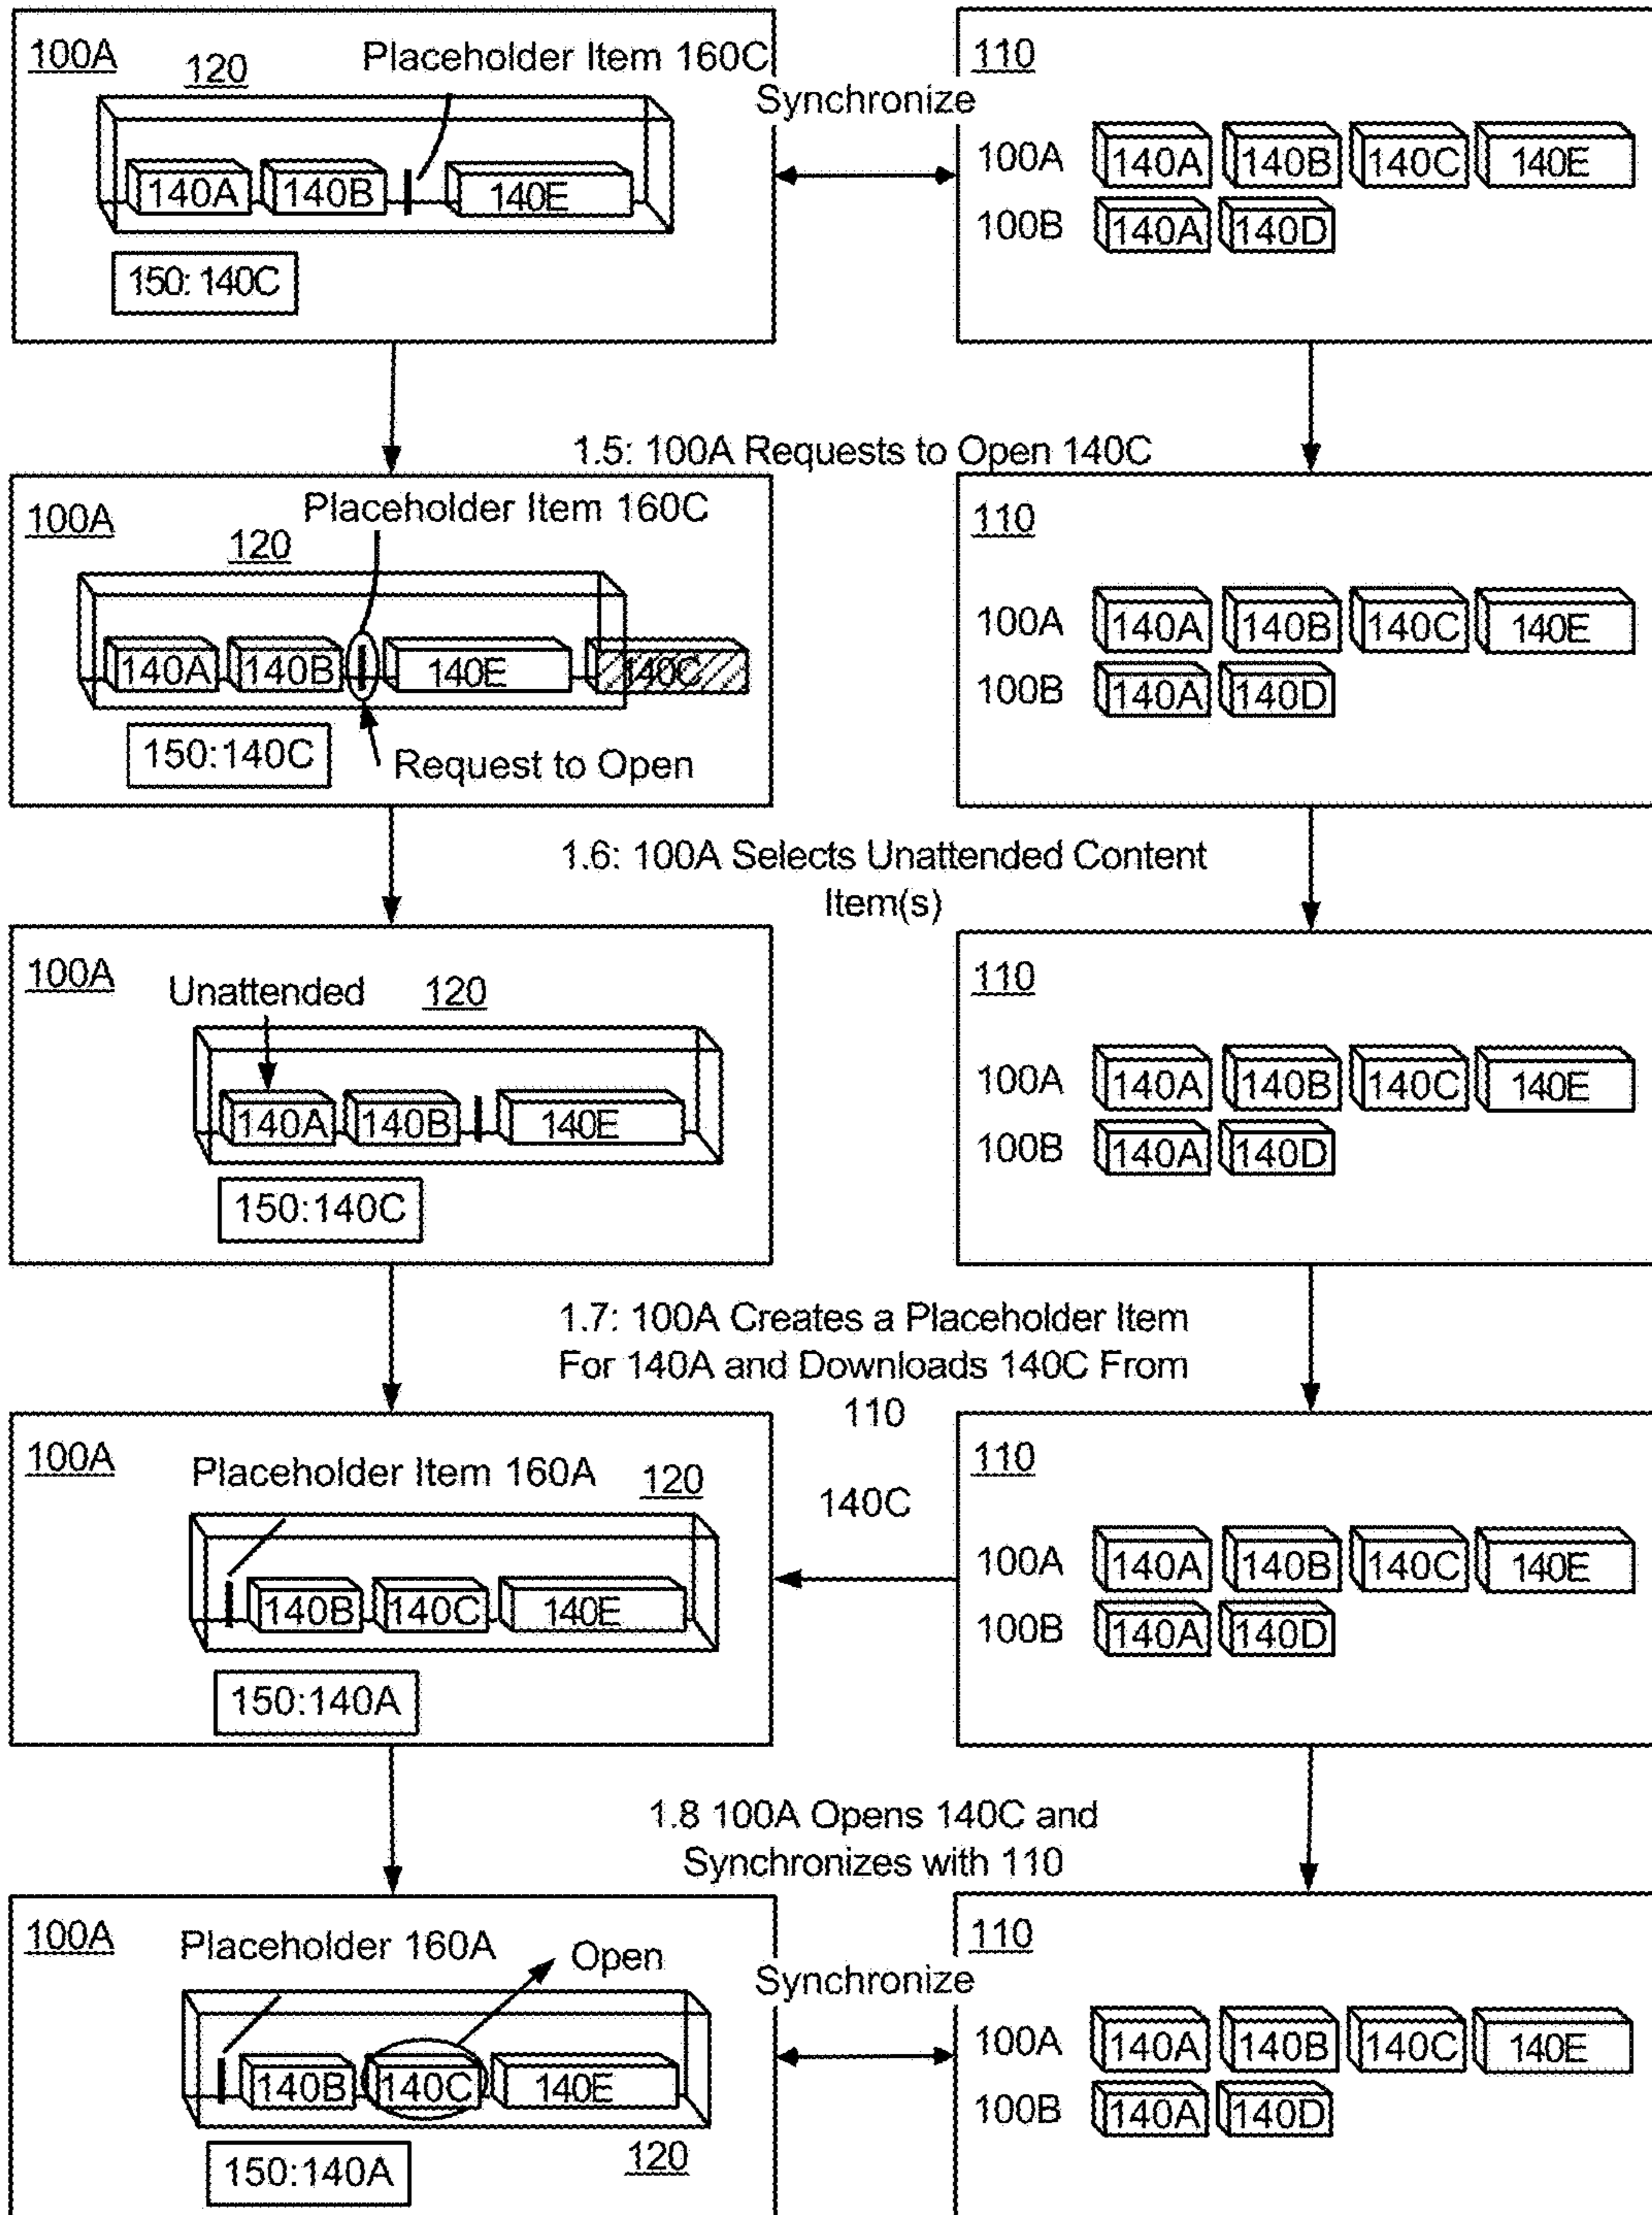 100A
120
Placeholder Item 160C
140A 140B 140E
150: 140C
Synchronize
110
100A 140A 140B 140C 140E
100B 140A 140D
1.5: 100A Requests to Open 140C
100A
Placeholder Item 160C
120
140A 140B 140E 140C
150:140C
Request to Open
110
100A 140A 140B 140C 140E
100B 140A 140D
1.6: 100A Selects Unattended Content
Item(s)
100A
Unattended 120
140A 140B 140E
150:140C
110
100A 140A 140B 140C 140E
100B 140A 140D
1.7: 100A Creates a Placeholder Item
For 140A and Downloads 140C From
110
100A
Placeholder Item 160A 120
140B 140C 140E
150:140A
140C
110
100A 140A 140B 140C 140E
100B 140A 140D
1.8 100A Opens 140C and
Synchronizes with 110
100A
Placeholder 160A
Open
140B 140C 140E
150:140A
120
Synchronize
110
100A 140A 140B 140C 140E
100B 140A 140D